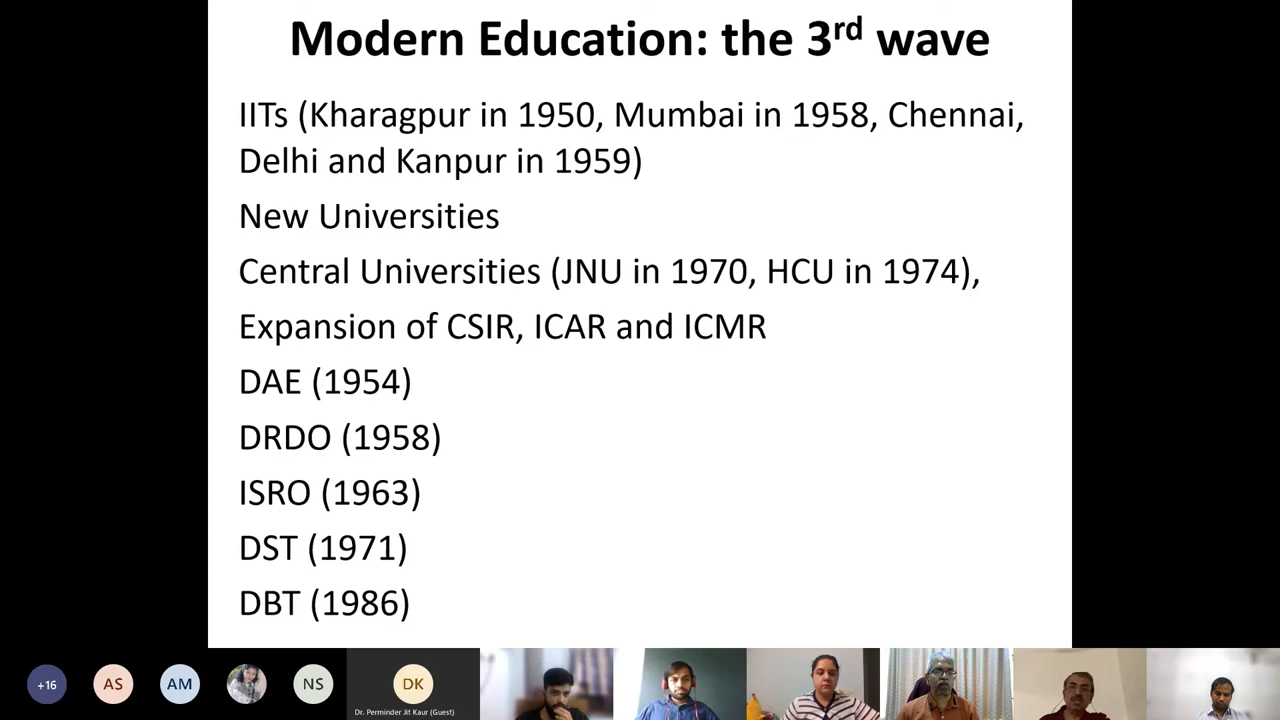 Modern Education: the 3rd wave
IITs (Kharagpur in 1950, Mumbai in 1958, Chennai,
Delhi and Kanpur in 1959)
New Universities
Central Universities (JNU in 1970, HCU in 1974),
Expansion of CSIR, ICAR and ICMR
DAE (1954)
DRDO (1958)
ISRO (1963)
DST (1971)
DBT (1986)
+16
AS
AM
NS
DK
Dr. Perminder Jit Kaur (Guest)